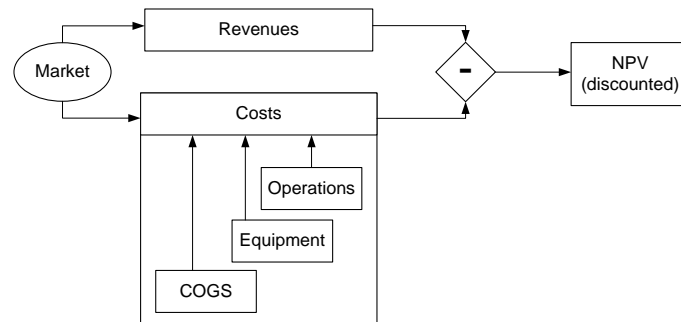 Revenues
Market
-
NPV
(discounted)
Costs
Operations
Equipment
COGS